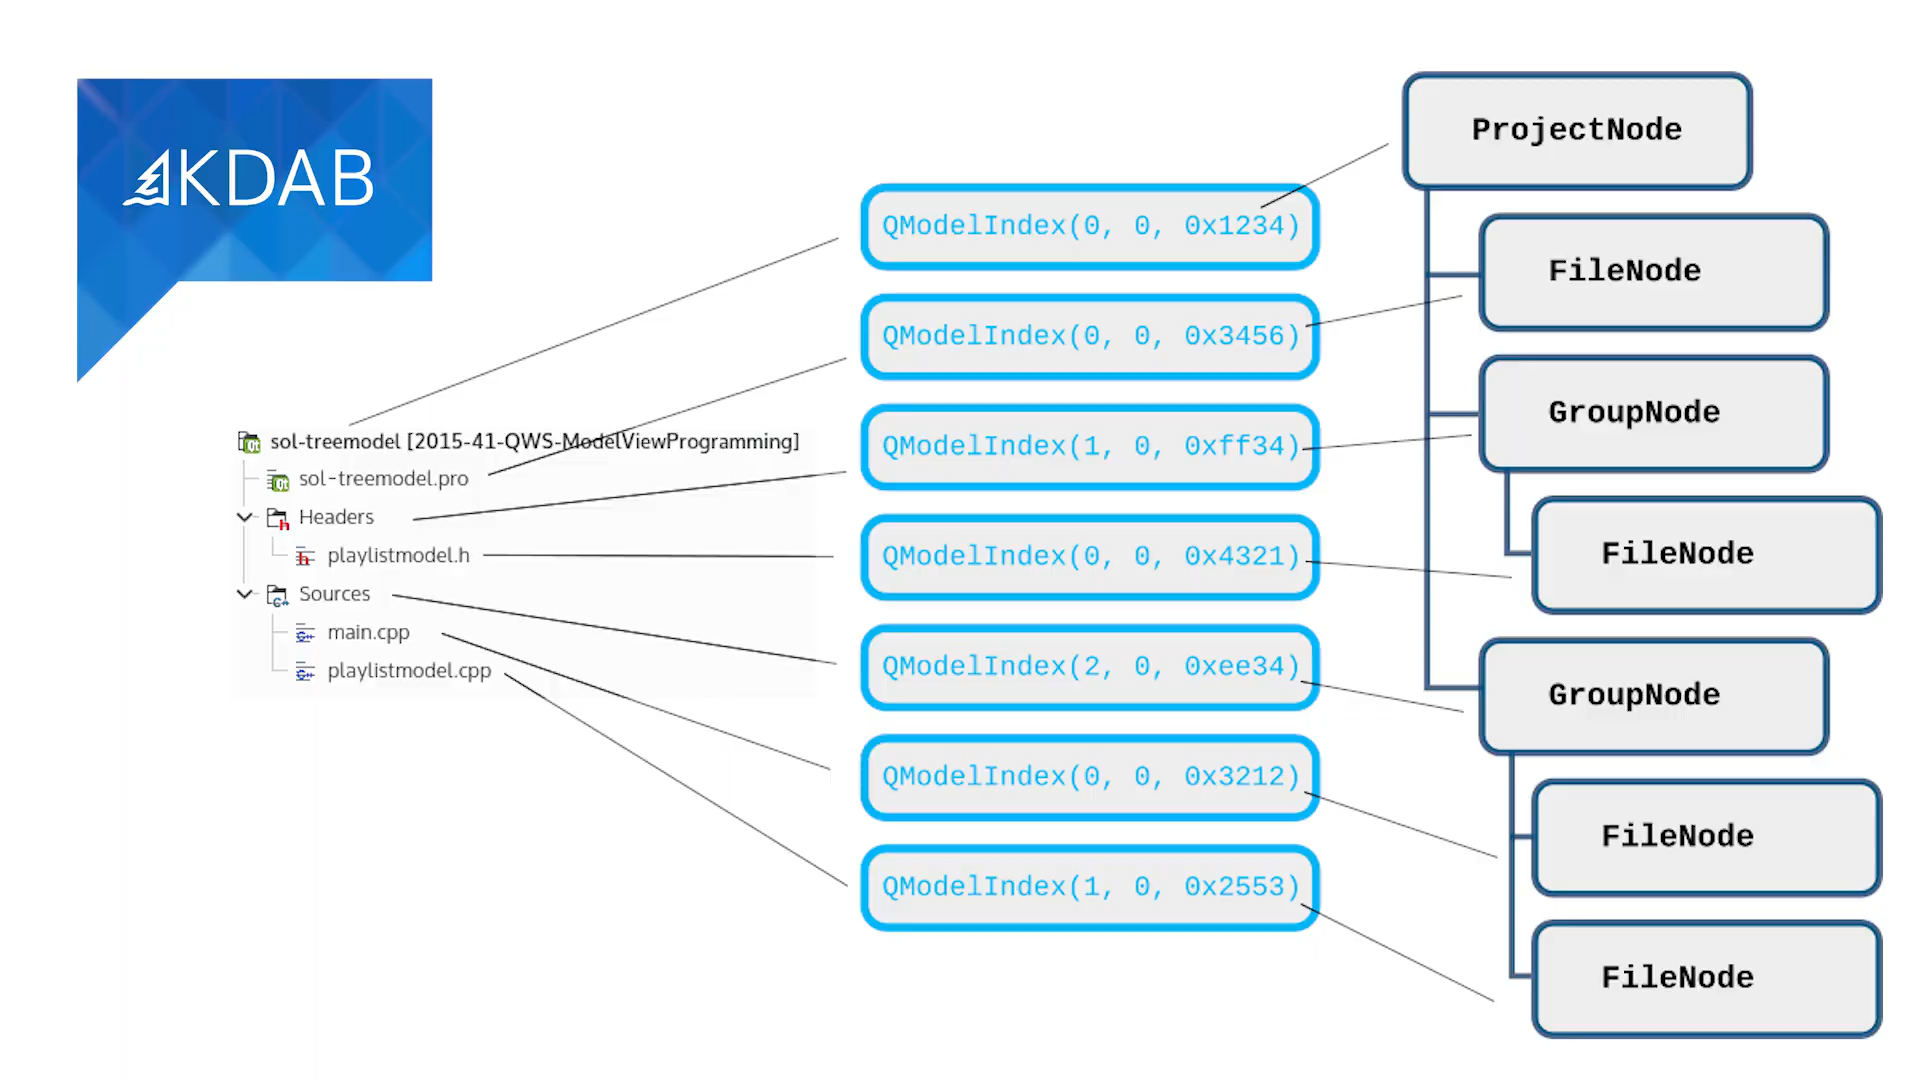 KDAB
sol-treemodel [2015-41-QWS-ModelViewProgramming]
sol-treemodel.pro
Headers
playlistmodel.h
Sources
main.cpp
playlistmodel.cpp
QModelIndex(0, 0, 0x1234)
QModelIndex(0, 0, 0x3456)
QModelIndex(1, 0, 0xff34)
QModelIndex(0, 0, 0x4321)
QModelIndex(2, 0, 0xee34)
QModelIndex(0, 0, 0x3212)
QModelIndex(1, 0, 0x2553)
ProjectNode
FileNode
GroupNode
FileNode
GroupNode
FileNode
FileNode